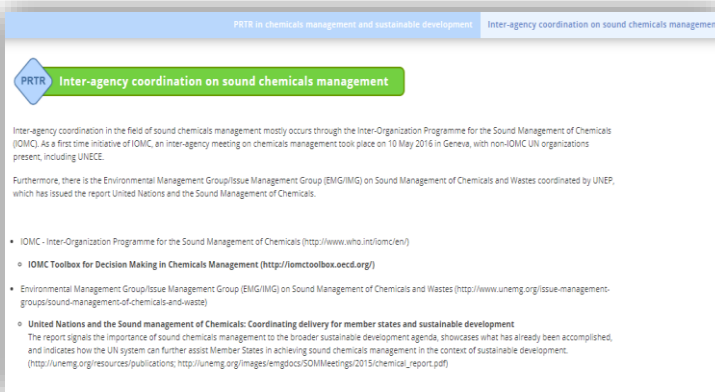 PRTR in chemicals management and sustainable development
Inter-agency coordination on sound chemicals management
PRTR
Inter-agency coordination on sound chemicals management
Inter-agency coordination in the field of sound chemicals management mostly occurs through the Inter-Organization Programme for the Sound Management of Chemicals
(IOMC). As a first time initiative of IOMC, an inter-agency meeting on chemicals management took place on 10 May 2016 in Geneva, with non-IOMC UN organizations
present, including UNECE.
Furthermore, there is the Environmental Management Group/Issue Management Group (EMG/IMG) on Sound Management of Chemicals and Wastes coordinated by UNEP,
which has issued the report United Nations and the Sound Management of Chemicals.
• IOMC - Inter-Organization Programme for the Sound Management of Chemicals (http://www.who.int/iomc/en/)
◦ IOMC Toolbox for Decision Making in Chemicals Management (http://iomctoolbox.oecd.org/)
• Environmental Management Group/Issue Management Group (EMG/IMG) on Sound Management of Chemicals and Wastes (http://www.unemg.org/issue-management-
groups/sound-management-of-chemicals-and-waste)
◦ United Nations and the Sound management of Chemicals: Coordinating delivery for member states and sustainable development
The report signals the importance of sound chemicals management to the broader sustainable development agenda, showcases what has already been accomplished,
and indicates how the UN system can further assist Member States in achieving sound chemicals management in the context of sustainable development.
(http://unemg.org/resources/publications; http://unemg.org/images/emgdocs/SOMMeetings/2015/chemical_report.pdf)